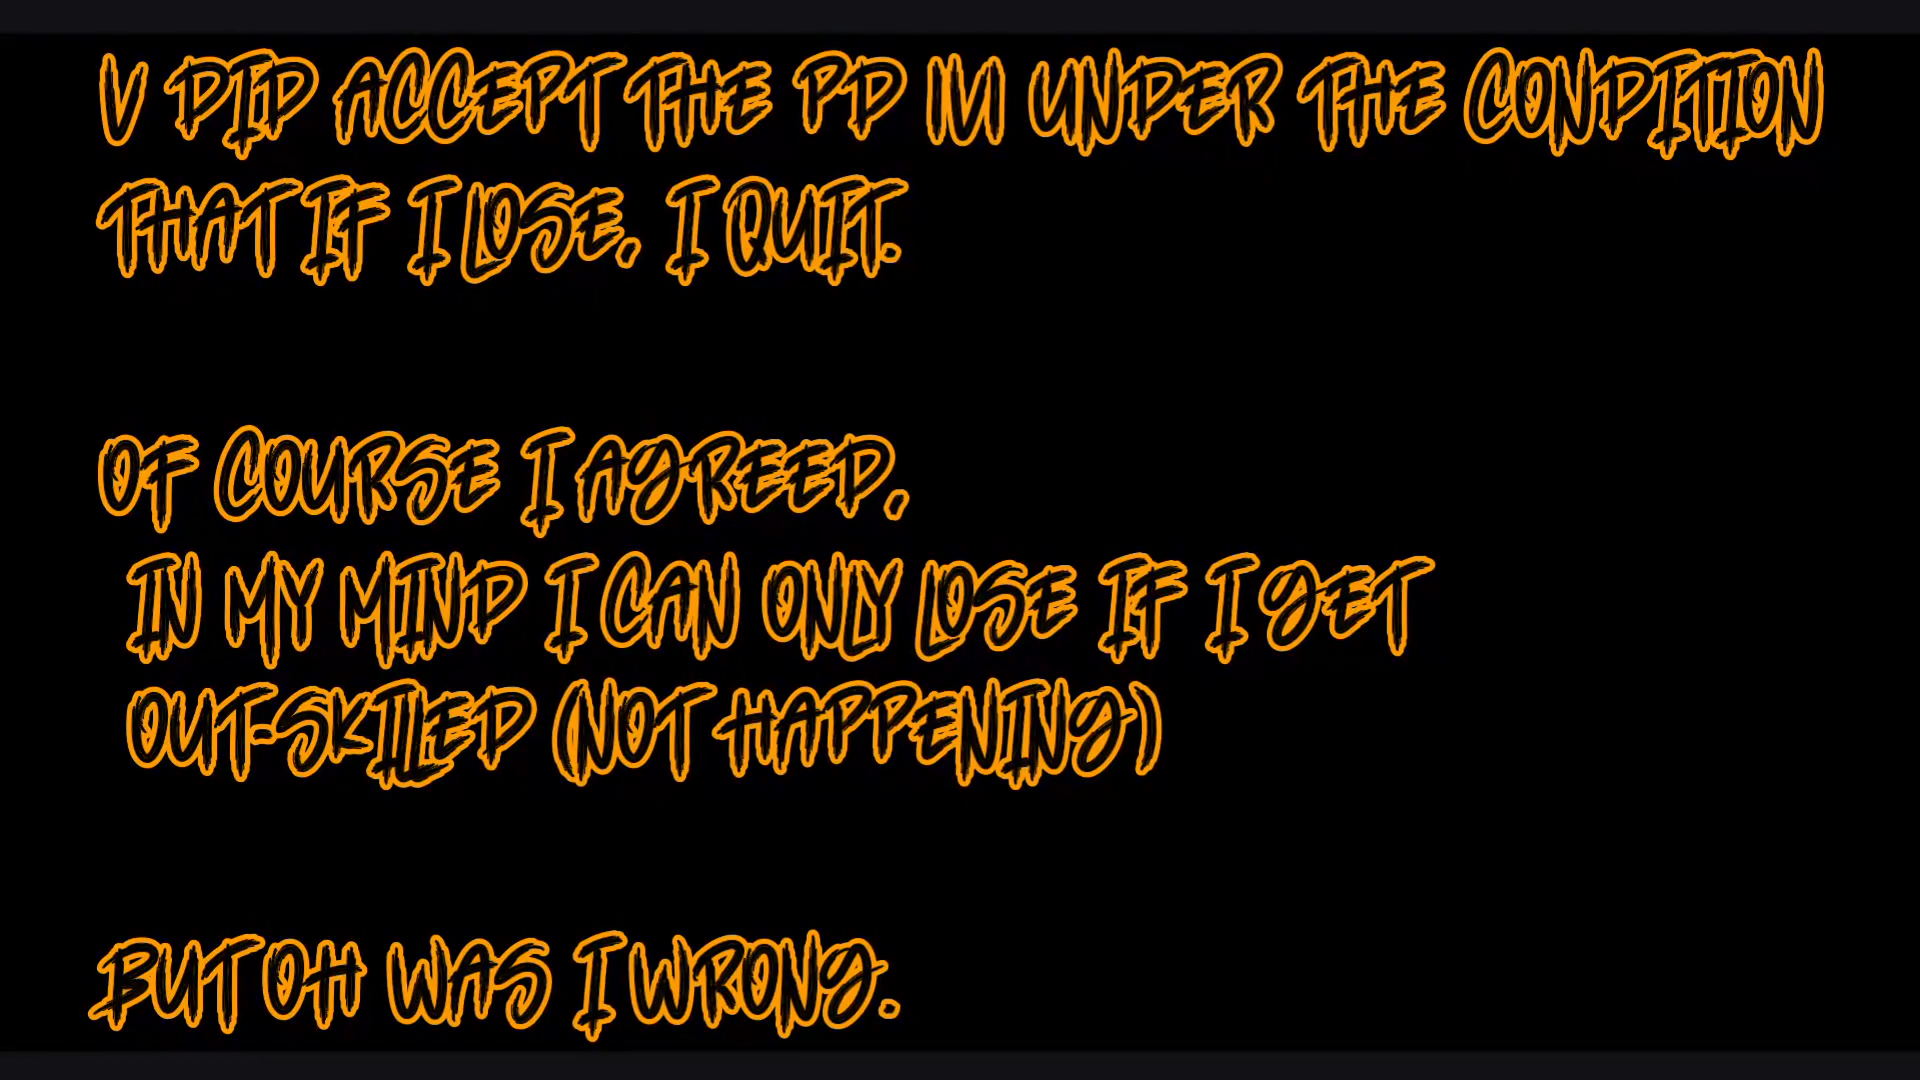 V DID ACCEPT THE PD 1V1 UNDER THE CONDITION
THAT IF I LOSE, I QUIT.
OF COURSE I AGREED,
IN MY MIND I CAN ONLY LOSE IF I GET
OUT-SKILLED (NOT HAPPENING)
BUT OH WAS I WRONG.